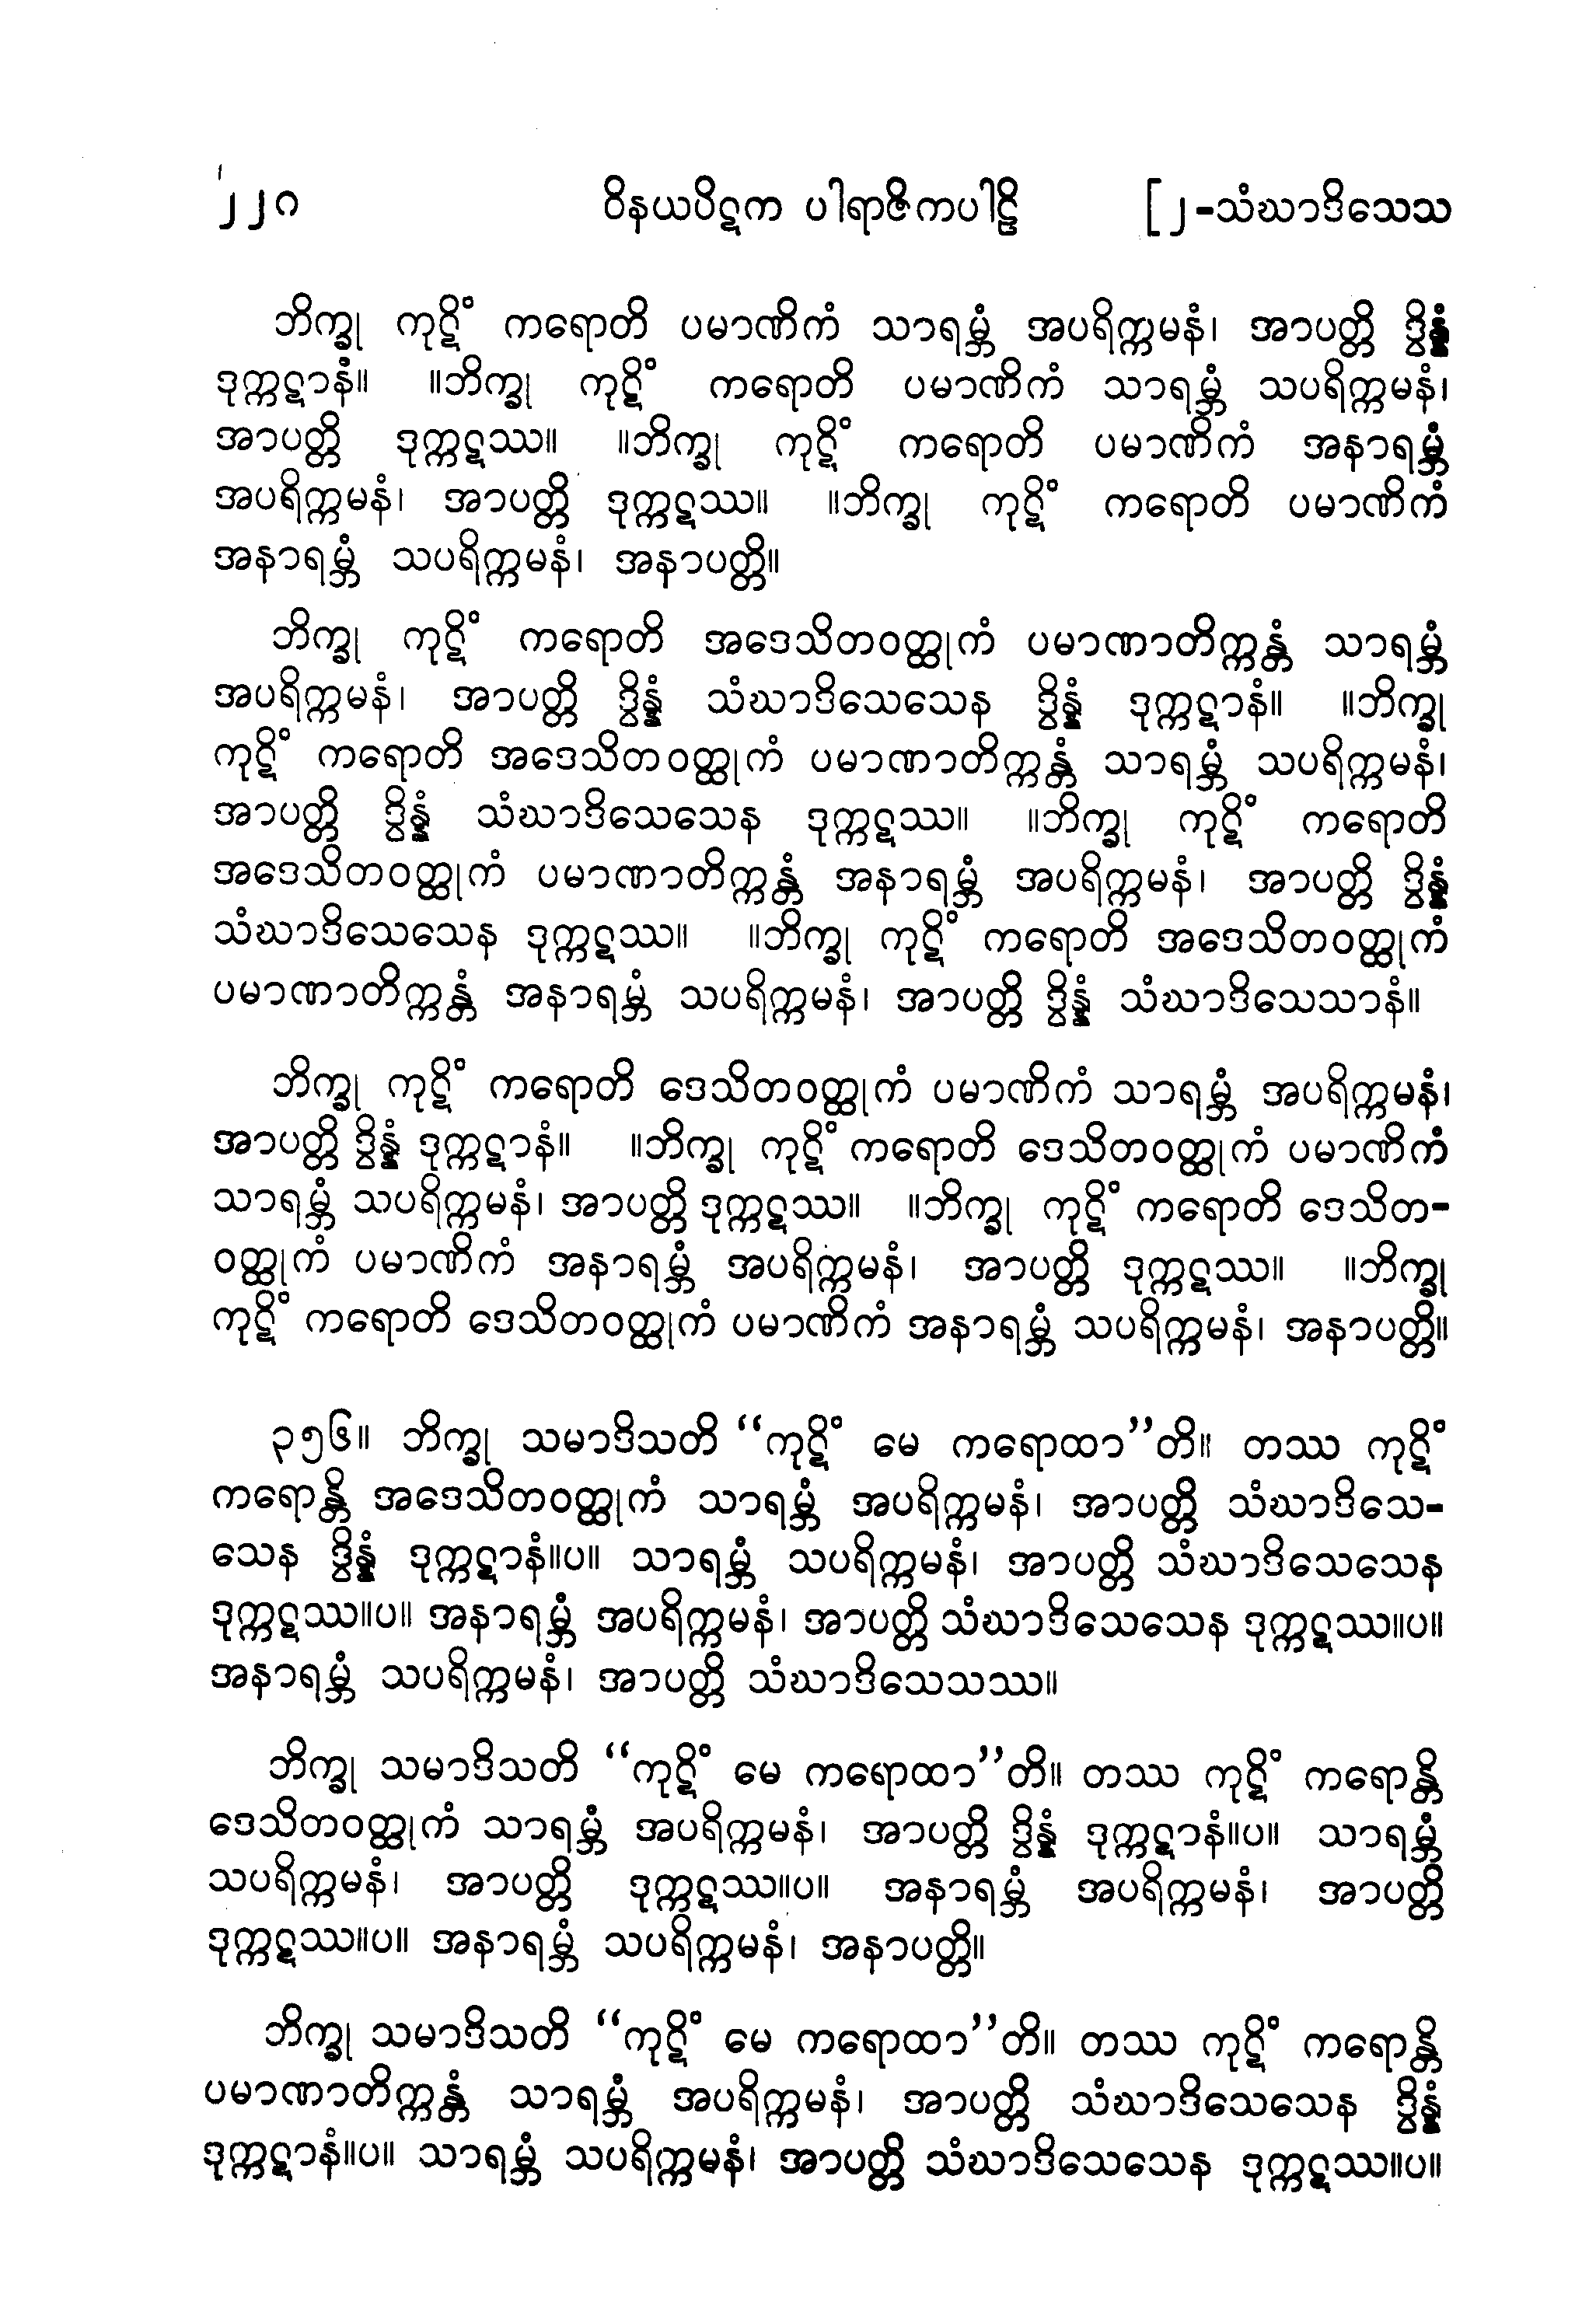 ၂၂၀ ဝိနယပိဋက ပါရာဇိကပါဠိ [၂-သံဃာဒိသေသ
ဘိက္ခု ကုဋိံ ကရောတိ ပမာဏိကံ သာရမ္ဘံ အပရိက္ကမနံ၊ အာပတ္တိ ဒွိန္နံ
ဒုက္ကဋာနံ။ ။ဘိက္ခု ကုဋိံ ကရောတိ ပမာဏိကံ သာရမ္ဘံ သပရိက္ကမနံ၊
အာပတ္တိ ဒုက္ကဋဿ။ ။ဘိက္ခု ကုဋိံ ကရောတိ ပမာဏိကံ အနာရမ္ဘံ
အပရိက္ကမနံ၊ အာပတ္တိ ဒုက္ကဋဿ။ ။ဘိက္ခု ကုဋိံ ကရောတိ ပမာဏိကံ
အနာရမ္ဘံ သပရိက္ကမနံ၊ အနာပတ္တိ။
ဘိက္ခု ကုဋိံ ကရောတိ အဒေသိတဝတ္ထုကံ ပမာဏာတိက္ကန္တံ သာရမ္ဘံ
အပရိက္ကမနံ၊ အာပတ္တိ ဒွိန္နံ သံဃာဒိသေသေန ဒွိန္နံ ဒုက္ကဋာနံ။ ။ဘိက္ခု
ကုဋိံ ကရောတိ အဒေသိတဝတ္ထုကံ ပမာဏာတိက္ကန္တံ သာရမ္ဘံ သပရိက္ကမနံ၊
အာပတ္တိ ဒွိန္နံ သံဃာဒိသေသေန ဒုက္ကဋဿ။ ။ဘိက္ခု ကုဋိံ ကရောတိ
အဒေသိတဝတ္ထုကံ ပမာဏာတိက္ကန္တံ အနာရမ္ဘံ အပရိက္ကမနံ၊ အာပတ္တိ ဒွိန္နံ
သံဃာဒိသေသေန ဒုက္ကဋဿ။ ။ဘိက္ခု ကုဋိံ ကရောတိ အဒေသိတဝတ္ထုကံ
ပမာဏာတိက္ကန္တံ အနာရမ္ဘံ သပရိက္ကမနံ၊ အာပတ္တိ ဒွိန္နံ သံဃာဒိသေသာနံ။
ဘိက္ခု ကုဋိံ ကရောတိ ဒေသိတဝတ္ထုကံ ပမာဏိကံ သာရမ္ဘံ အပရိက္ကမနံ၊
အာပတ္တိ ဒွိန္နံ ဒုက္ကဋာနံ။ ။ဘိက္ခု ကုဋိံ ကရောတိ ဒေသိတဝတ္ထုကံ ပမာဏိကံ
သာရမ္ဘံ သပရိက္ကမနံ၊ အာပတ္တိ ဒုက္ကဋဿ။ ။ဘိက္ခု ကုဋိံ ကရောတိ ဒေသိတ-
ဝတ္ထုကံ ပမာဏိကံ အနာရမ္ဘံ အပရိက္ကမနံ၊ အာပတ္တိ ဒုက္ကဋဿ။ ။ဘိက္ခု
ကုဋိံ ကရောတိ ဒေသိတဝတ္ထုကံ ပမာဏိကံ အနာရမ္ဘံ သပရိက္ကမနံ၊ အနာပတ္တိ။
၃၅၆။ ဘိက္ခု သမာဒိသတိ “ကုဋိံ မေ ကရောထာ”တိ။ တဿ ကုဋိံ
ကရောန္တိ အဒေသိတဝတ္ထုကံ သာရမ္ဘံ အပရိက္ကမနံ၊ အာပတ္တိ သံဃာဒိသေ-
သေန ဒွိန္နံ ဒုက္ကဋာနံ။ပ။ သာရမ္ဘံ သပရိက္ကမနံ၊ အာပတ္တိ သံဃာဒိသေသေန
ဒုက္ကဋဿ။ပ။ အနာရမ္ဘံ အပရိက္ကမနံ၊ အာပတ္တိ သံဃာဒိသေသေန ဒုက္ကဋဿ။ပ။
အနာရမ္ဘံ သပရိက္ကမနံ၊ အာပတ္တိ သံဃာဒိသေသဿ။
ဘိက္ခု သမာဒိသတိ “ကုဋိံ မေ ကရောထာ”တိ။ တဿ ကုဋိံ ကရောန္တိ
ဒေသိတဝတ္ထုကံ သာရမ္ဘံ အပရိက္ကမနံ၊ အာပတ္တိ ဒွိန္နံ ဒုက္ကဋာနံ။ပ။ သာရမ္ဘံ
သပရိက္ကမနံ၊ အာပတ္တိ ဒုက္ကဋဿ။ပ။ အနာရမ္ဘံ အပရိက္ကမနံ၊ အာပတ္တိ
ဒုက္ကဋဿ။ပ။ အနာရမ္ဘံ သပရိက္ကမနံ၊ အနာပတ္တိ။
ဘိက္ခု သမာဒိသတိ “ကုဋိံ မေ ကရောထာ”တိ။ တဿ ကုဋိံ ကရောန္တိ
ပမာဏာတိက္ကန္တံ သာရမ္ဘံ အပရိက္ကမနံ၊ အာပတ္တိ သံဃာဒိသေသေန ဒွိန္နံ
ဒုက္ကဋာနံ။ပ။ သာရမ္ဘံ သပရိက္ကမနံ၊ အာပတ္တိ သံဃာဒိသေသေန ဒုက္ကဋဿ။ပ။